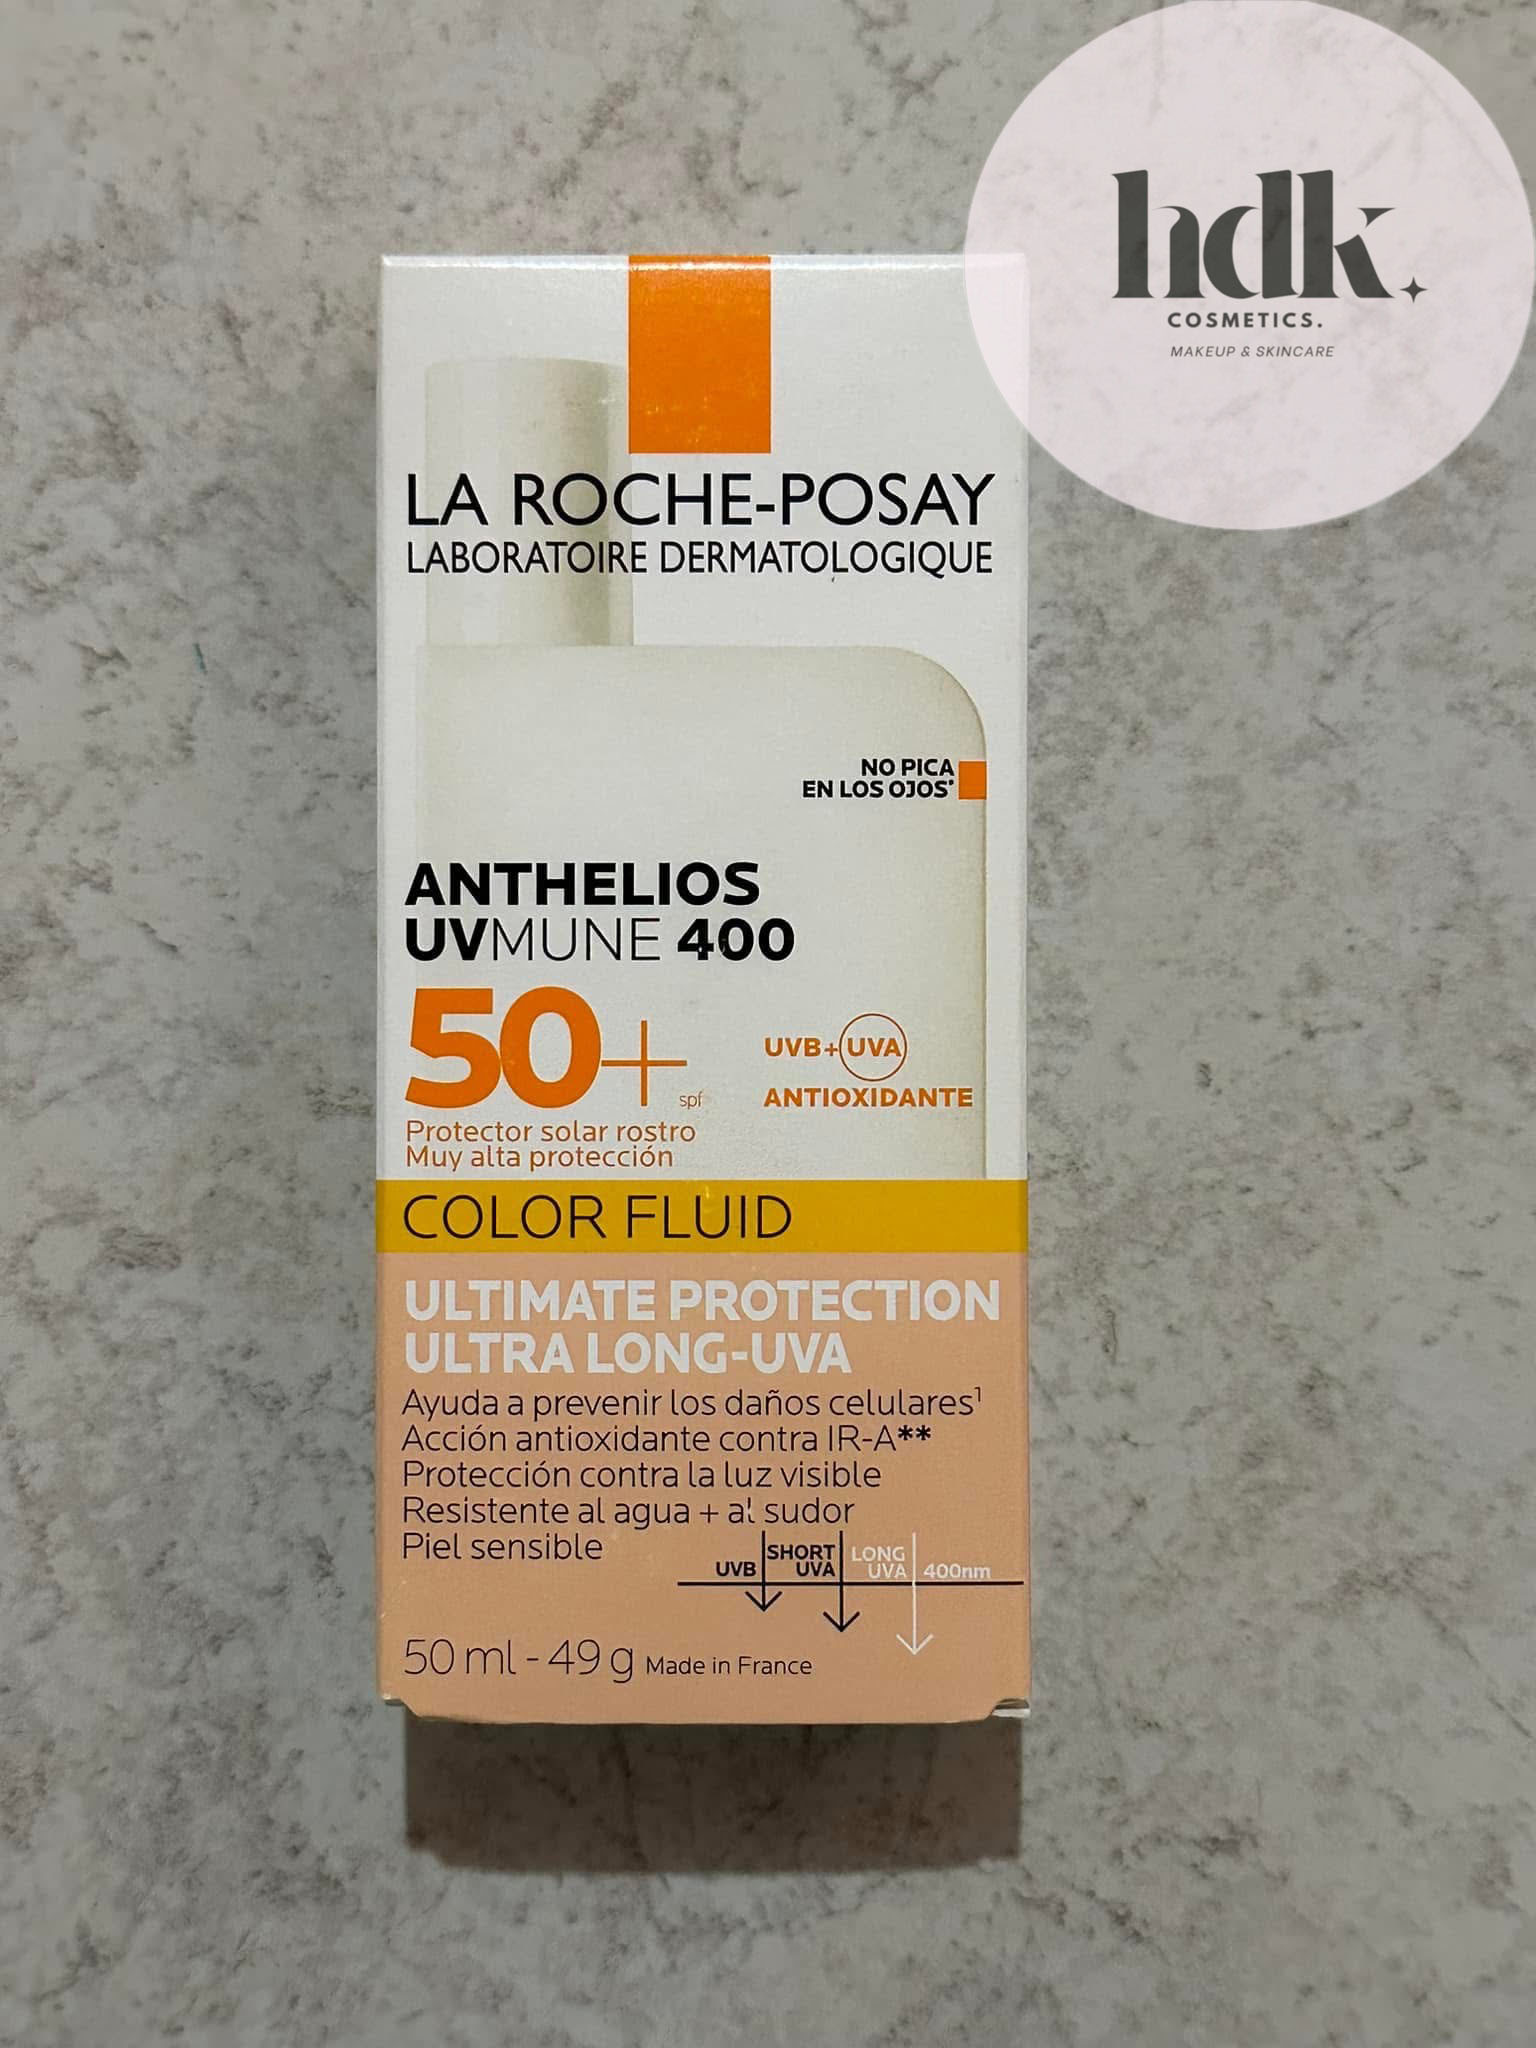 hdk.
COSMETICS.
MAKEUP & SKINCARE
LA ROCHE-POSAY
LABORATOIRE DERMATOLOGIQUE
NO PICA
EN LOS OJOS*
ANTHELIOS
UVMUNE 400
50+ spf
UVB+UVA
ANTIOXIDANTE
Protector solar rostro
Muy alta protección
COLOR FLUID
ULTIMATE PROTECTION
ULTRA LONG-UVA
Ayuda a prevenir los daños celulares¹
Acción antioxidante contra IR-A**
Protección contra la luz visible
Resistente al agua + al sudor
Piel sensible
UVB SHORT UVA LONG UVA 400nm
50 ml - 49 g Made in France